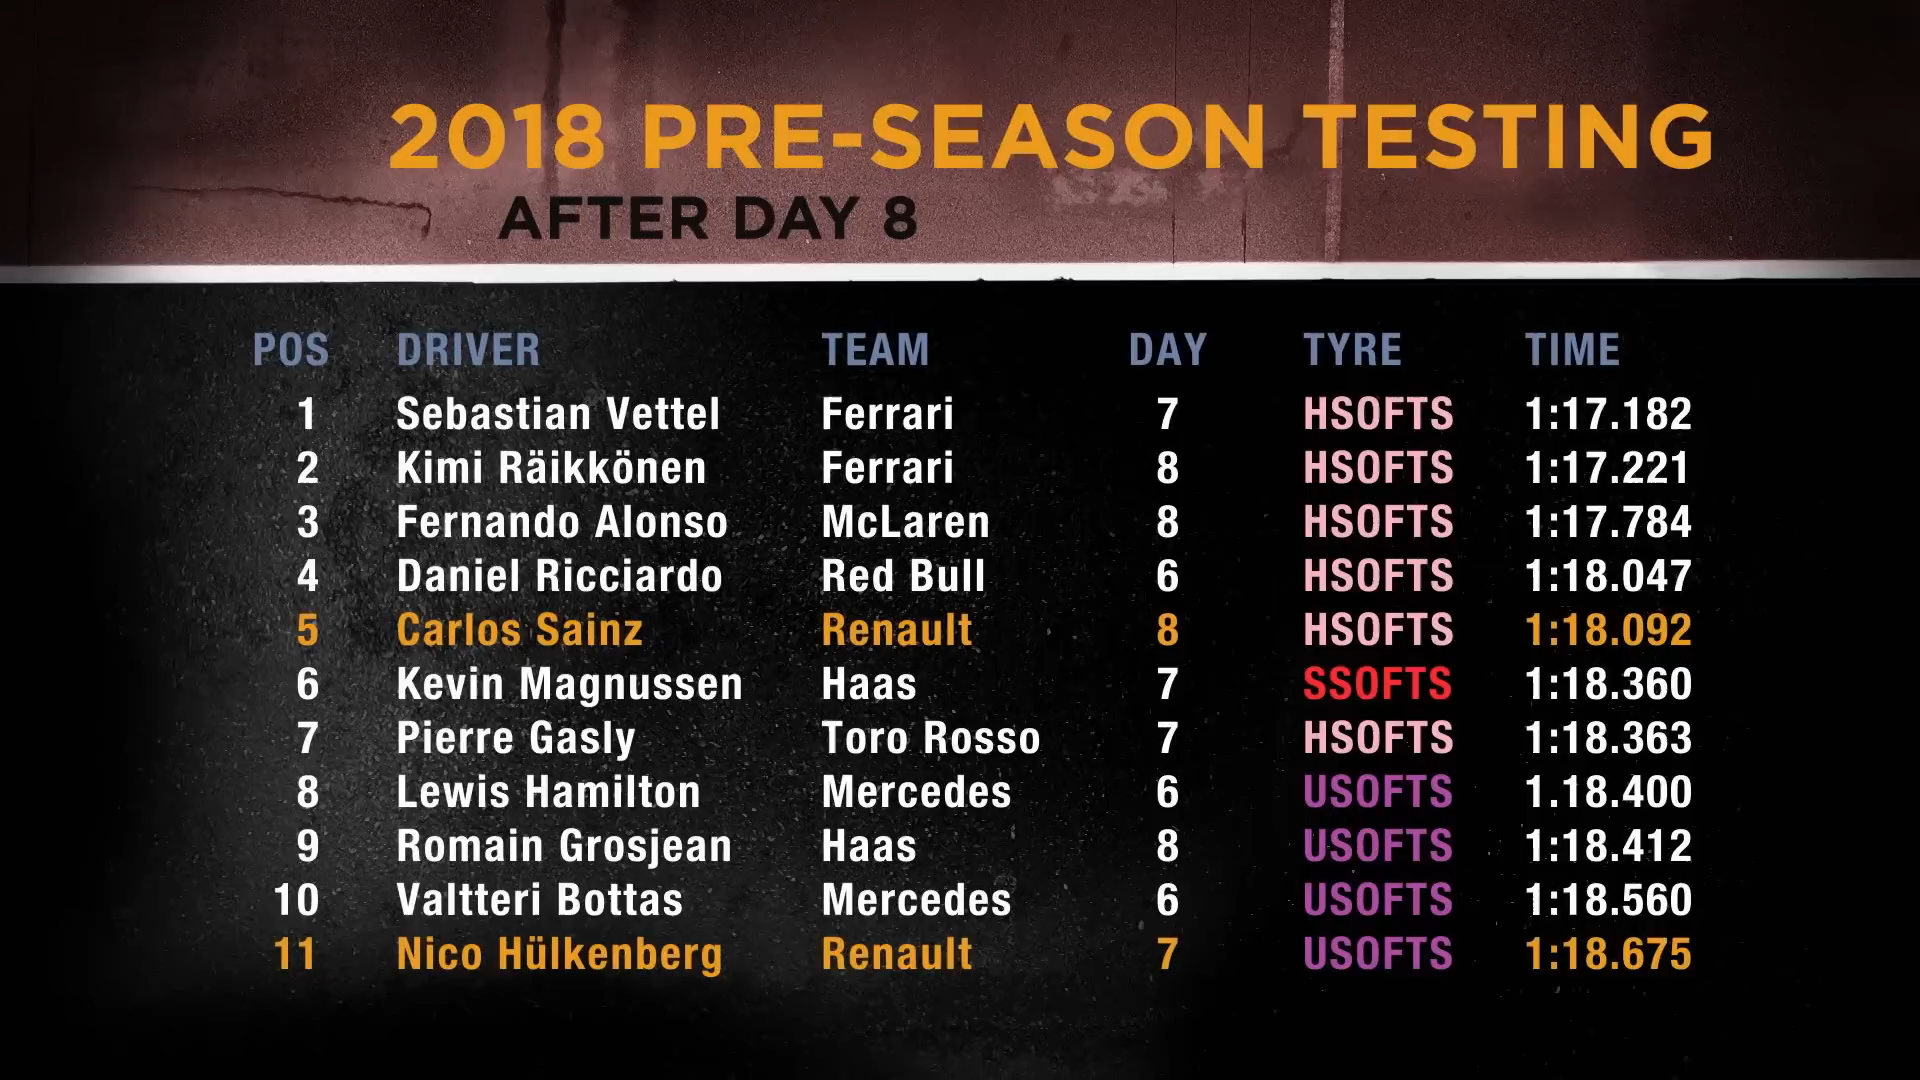 2018 PRE-SEASON TESTING
AFTER DAY 8
POS DRIVER TEAM DAY TYRE TIME
1 Sebastian Vettel Ferrari 7 HSOFTS 1:17.182
2 Kimi Räikkönen Ferrari 8 HSOFTS 1:17.221
3 Fernando Alonso McLaren 8 HSOFTS 1:17.784
4 Daniel Ricciardo Red Bull 6 HSOFTS 1:18.047
5 Carlos Sainz Renault 8 HSOFTS 1:18.092
6 Kevin Magnussen Haas 7 SSOFTS 1:18.360
7 Pierre Gasly Toro Rosso 7 HSOFTS 1:18.363
8 Lewis Hamilton Mercedes 6 USOFTS 1.18.400
9 Romain Grosjean Haas 8 USOFTS 1:18.412
10 Valtteri Bottas Mercedes 6 USOFTS 1:18.560
11 Nico Hülkenberg Renault 7 USOFTS 1:18.675